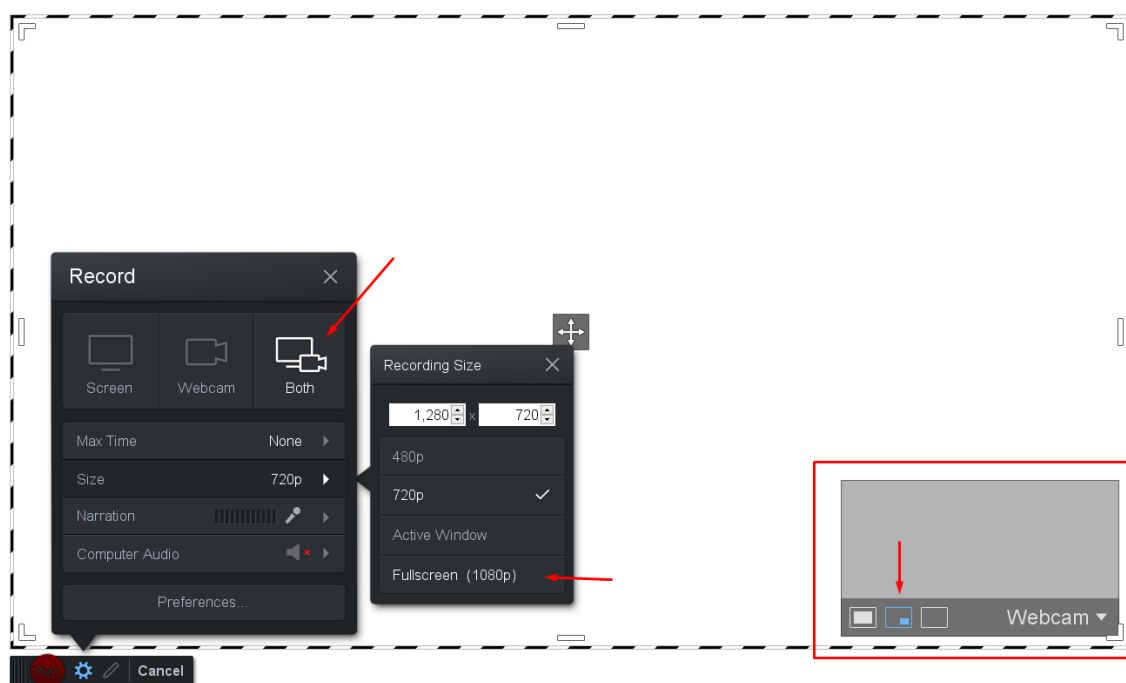 Record
Screen
Webcam
Both
Max Time None
Size 720p
Narration
Computer Audio
Preferences...
Recording Size
1,280 x 720
480p
720p
Active Window
Fullscreen (1080p)
Webcam
Rec
Cancel